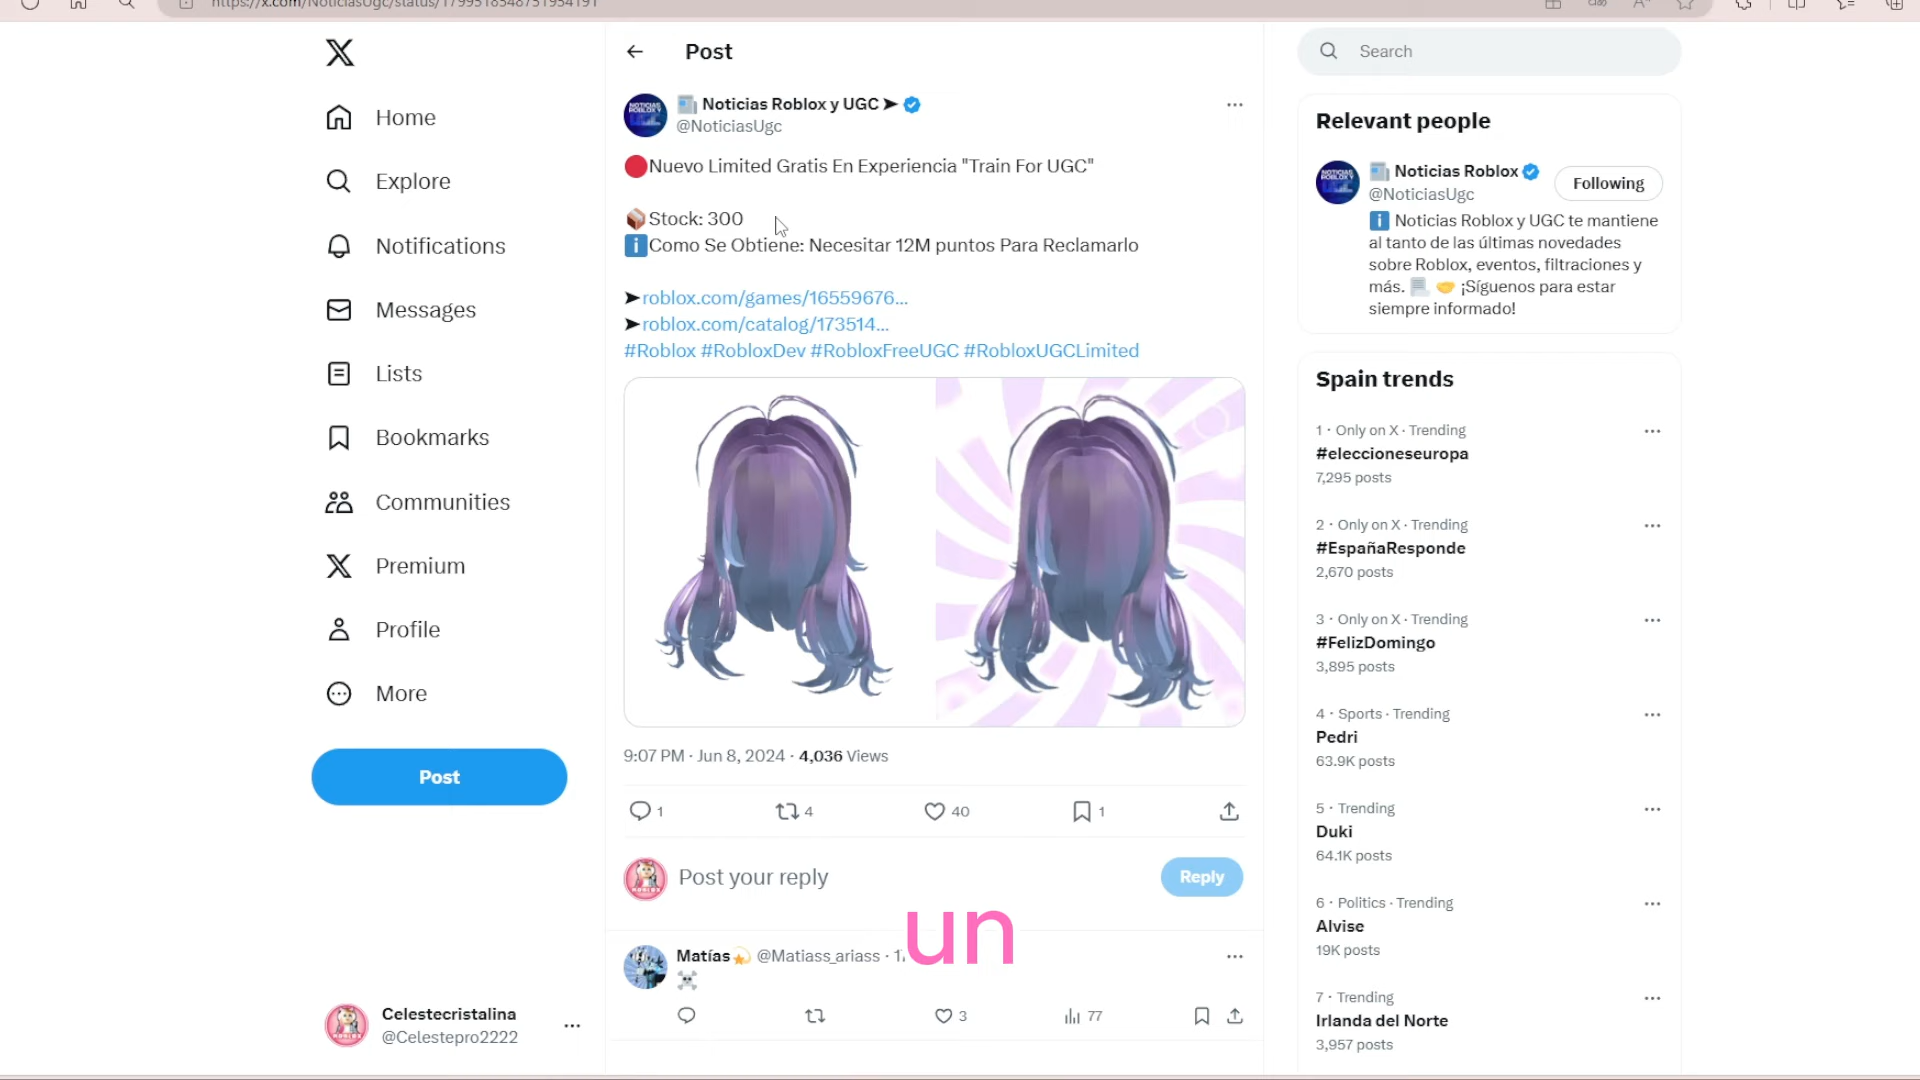 https://x.com/NoticiasUgc/status/1799518548751954191
Home
Explore
Notifications
Messages
Lists
Bookmarks
Communities
Premium
Profile
More
Post
Celestecristalina
@Celestepro2222
Post
Noticias Roblox y UGC ➤
@NoticiasUgc
🔴Nuevo Limited Gratis En Experiencia "Train For UGC"
📦Stock: 300
ℹ️Como Se Obtiene: Necesitar 12M puntos Para Reclamarlo
➤roblox.com/games/16559676...
➤roblox.com/catalog/173514...
#Roblox #RobloxDev #RobloxFreeUGC #RobloxUGCLimited
9:07 PM · Jun 8, 2024 · 4,036 Views
1 4 40 1
Post your reply
Reply
un
Matías💫 @Matiass_ariass ·
3 77
Search
Relevant people
Noticias Roblox
@NoticiasUgc
Following
ℹ️ Noticias Roblox y UGC te mantiene
al tanto de las últimas novedades
sobre Roblox, eventos, filtraciones y
más. 📃 🤝 ¡Síguenos para estar
siempre informado!
Spain trends
1 · Only on X · Trending
#eleccioneseuropa
7,295 posts
2 · Only on X · Trending
#EspañaResponde
2,670 posts
3 · Only on X · Trending
#FelizDomingo
3,895 posts
4 · Sports · Trending
Pedri
63.9K posts
5 · Trending
Duki
64.1K posts
6 · Politics · Trending
Alvise
19K posts
7 · Trending
Irlanda del Norte
3,957 posts